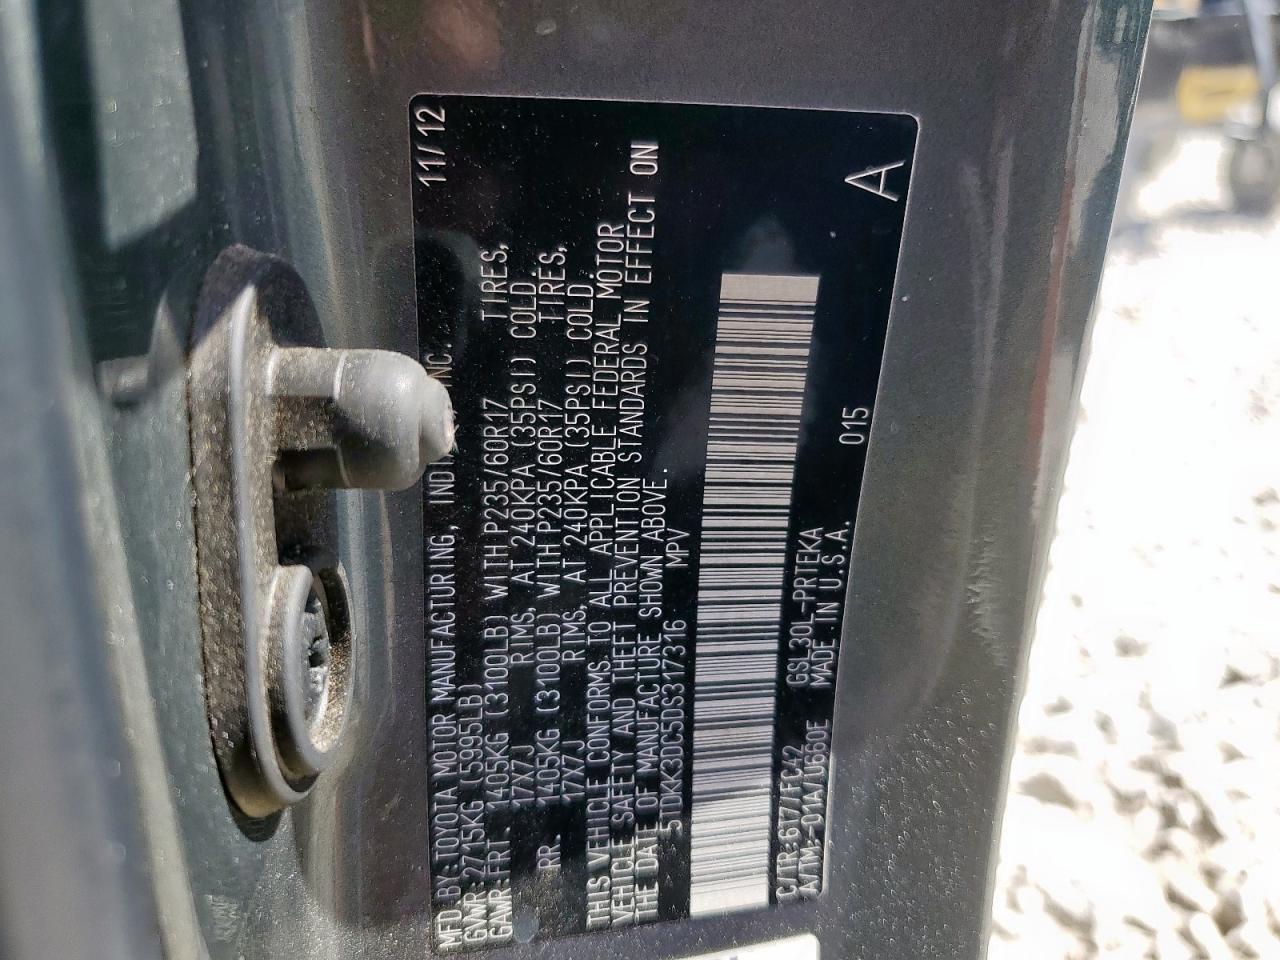 MFD. BY: TOYOTA MOTOR MANUFACTURING, INDI INC. 11/12
GVWR: 2715KG (5995LB)
GAWR: FRT. 1405KG (3100LB) WITH P235/60R17 TIRES,
17X7J RIMS, AT 240KPA (35PSI) COLD.
RR. 1405KG (3100LB) WITH P235/60R17 TIRES,
17X7J RIMS, AT 240KPA (35PSI) COLD.
THIS VEHICLE CONFORMS TO ALL APPLICABLE FEDERAL MOTOR
VEHICLE SAFETY AND THEFT PREVENTION STANDARDS IN EFFECT ON
THE DATE OF MANUFACTURE SHOWN ABOVE.
5TDKK3DC5DS317316 MPV
C/TR:6T7/FC42 GSL30L-PRTEKA
A/TM:-01A/U660E MADE IN U.S.A. 015 A